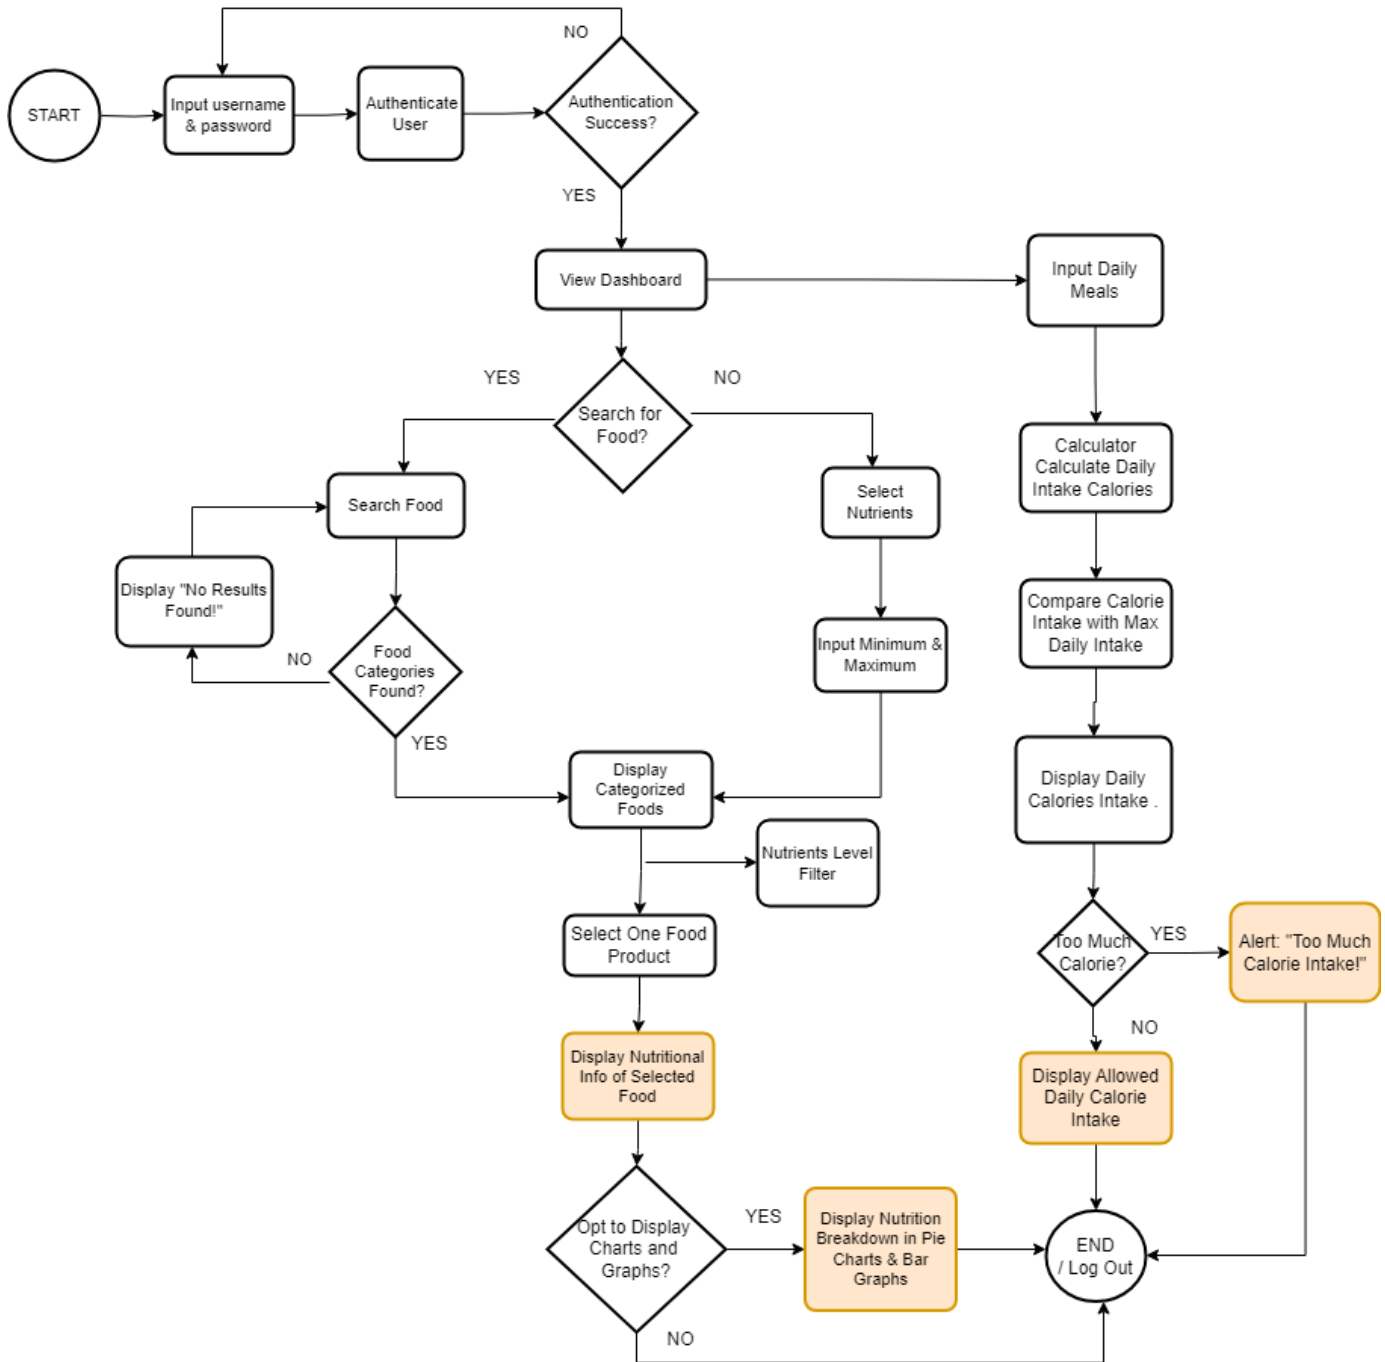 NO
START
Input username
& password
Authenticate
User
Authentication
Success?
YES
View Dashboard
Input Daily
Meals
YES
NO
Search for
Food?
Calculator
Calculate Daily
Intake Calories
Search Food
Select
Nutrients
Display "No Results
Found!"
Compare Calorie
Intake with Max
Daily Intake
NO
Food
Categories
Found?
Input Minimum &
Maximum
YES
Display
Categorized
Foods
Display Daily
Calories Intake .
Nutrients Level
Filter
Select One Food
Product
Too Much
Calorie?
YES
Alert: "Too Much
Calorie Intake!"
NO
Display Nutritional
Info of Selected
Food
Display Allowed
Daily Calorie
Intake
Opt to Display
Charts and
Graphs?
YES
Display Nutrition
Breakdown in Pie
Charts & Bar
Graphs
END
/ Log Out
NO